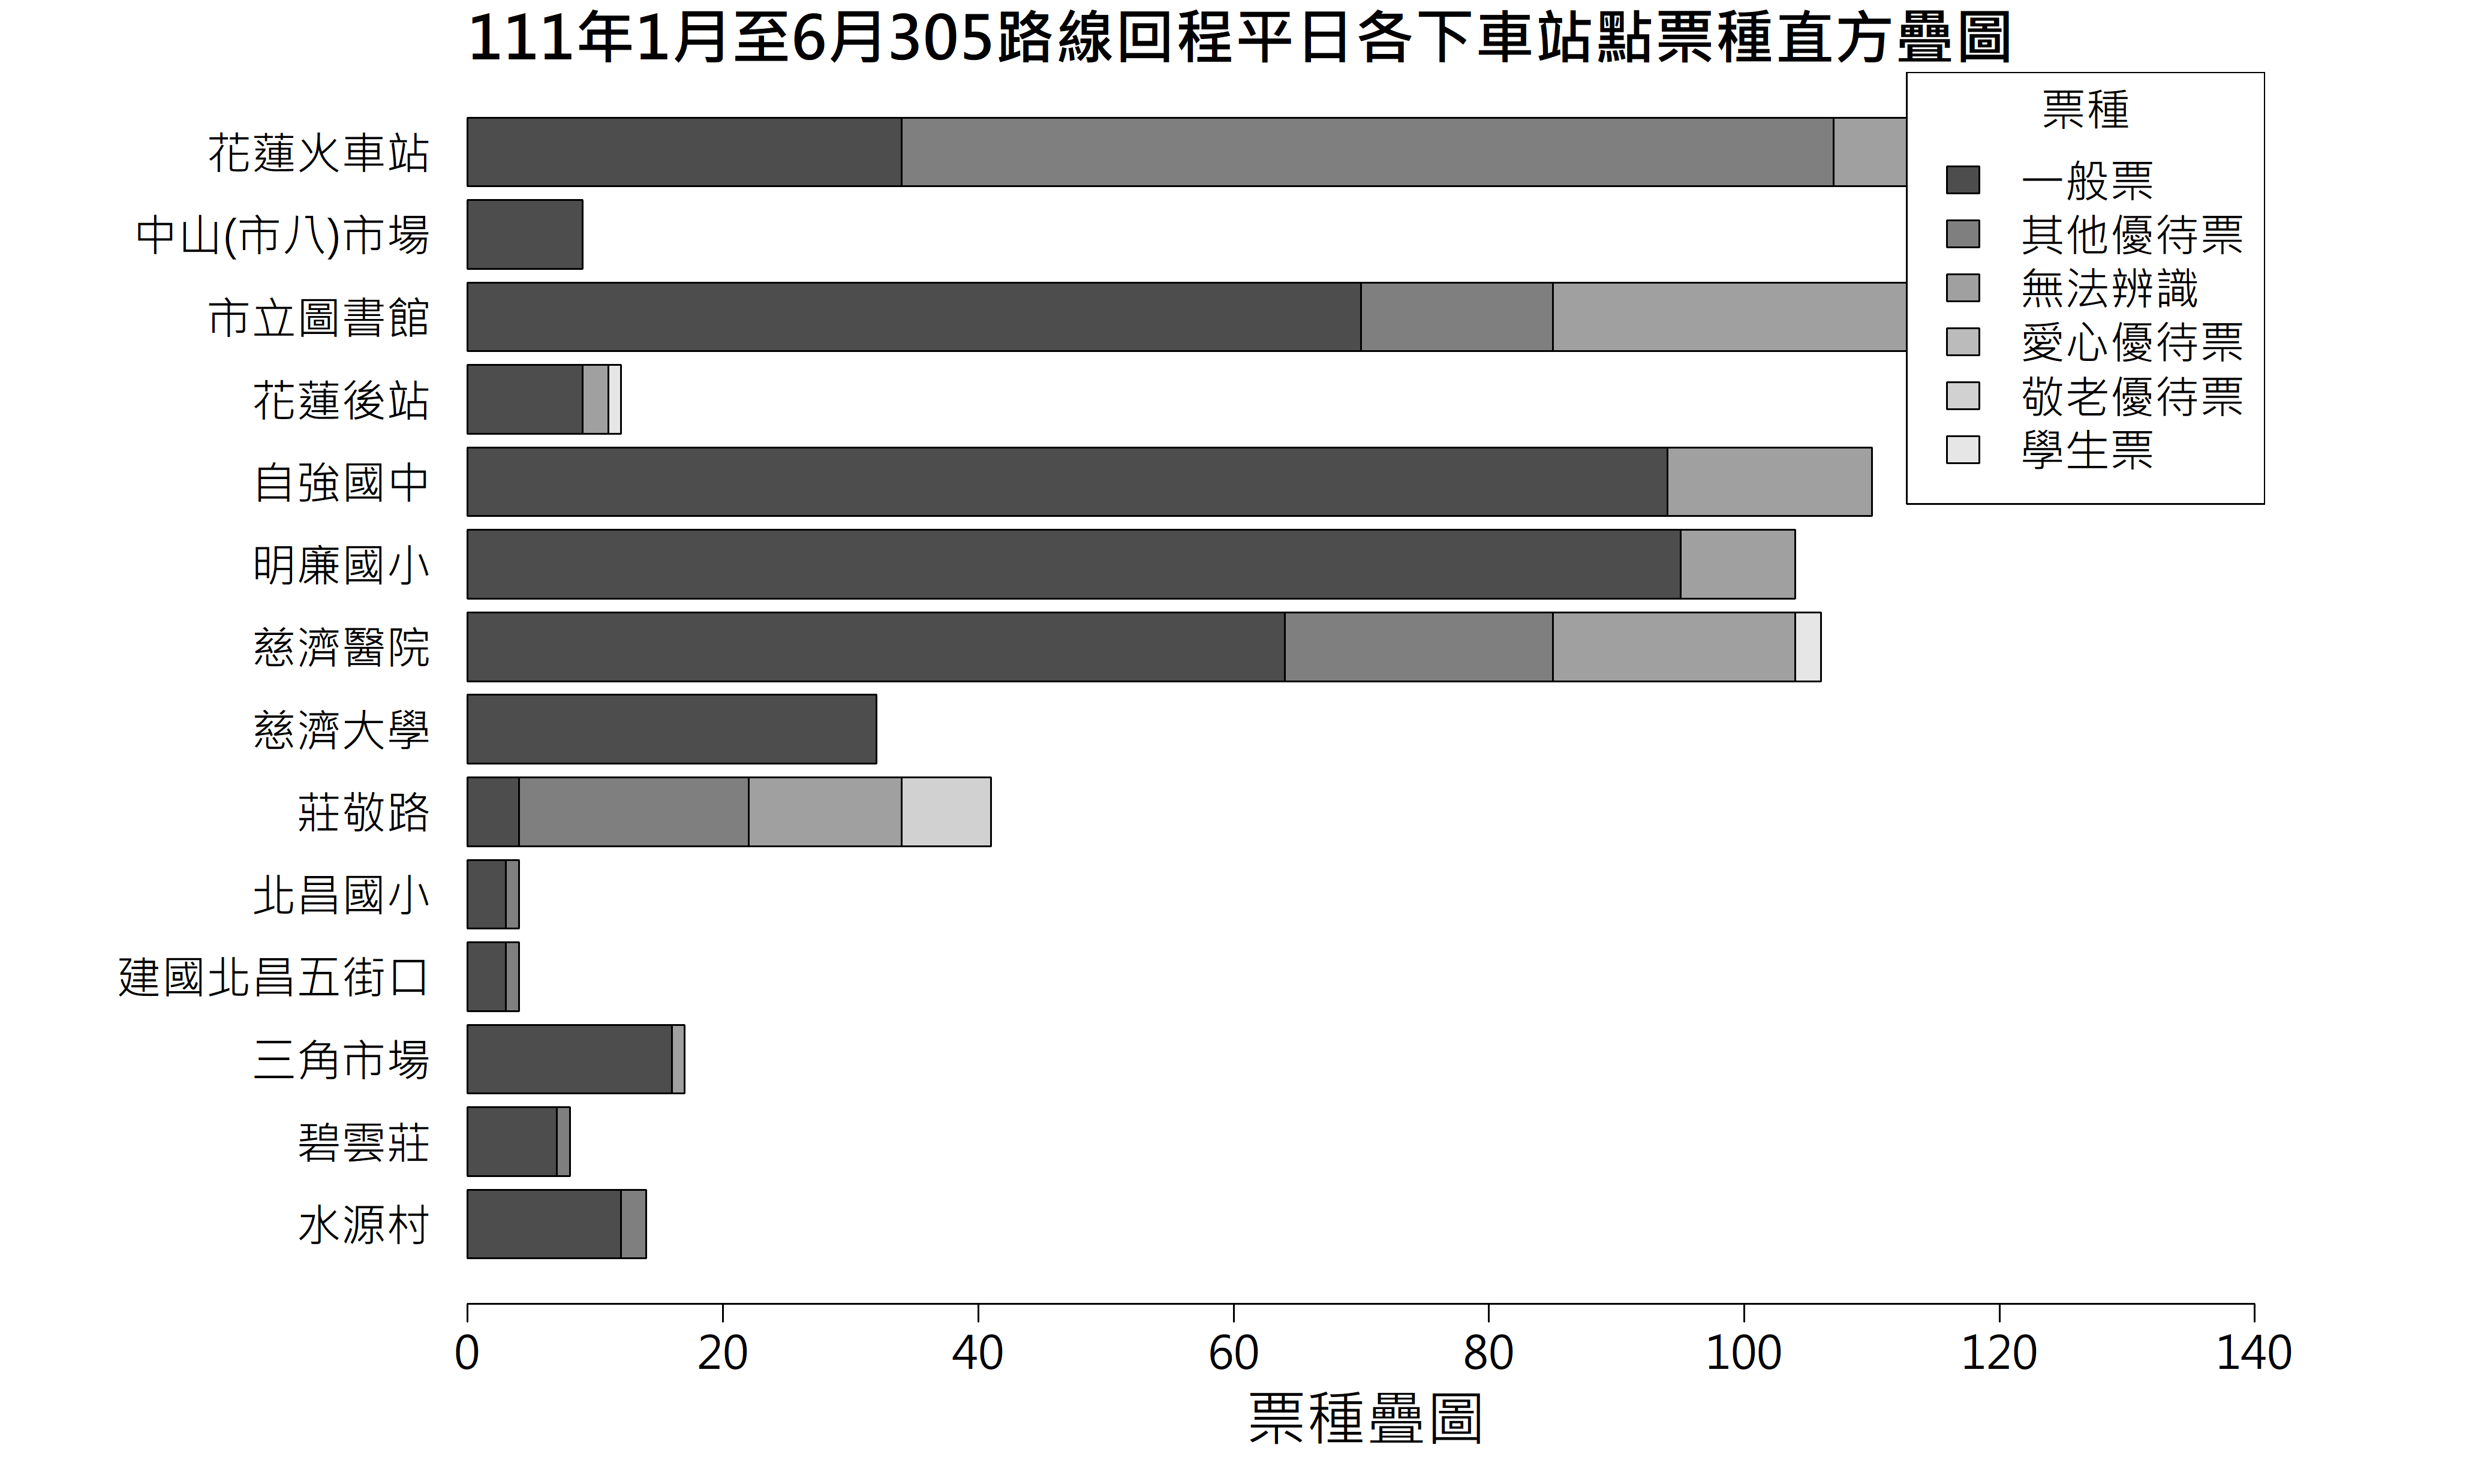 111年1月至6月305路線回程平日各下車站點票種直方疊圖
票種
一般票
其他優待票
無法辨識
愛心優待票
敬老優待票
學生票
花蓮火車站
中山(市八)市場
市立圖書館
花蓮後站
自強國中
明廉國小
慈濟醫院
慈濟大學
莊敬路
北昌國小
建國北昌五街口
三角市場
碧雲莊
水源村
0 20 40 60 80 100 120 140
票種疊圖